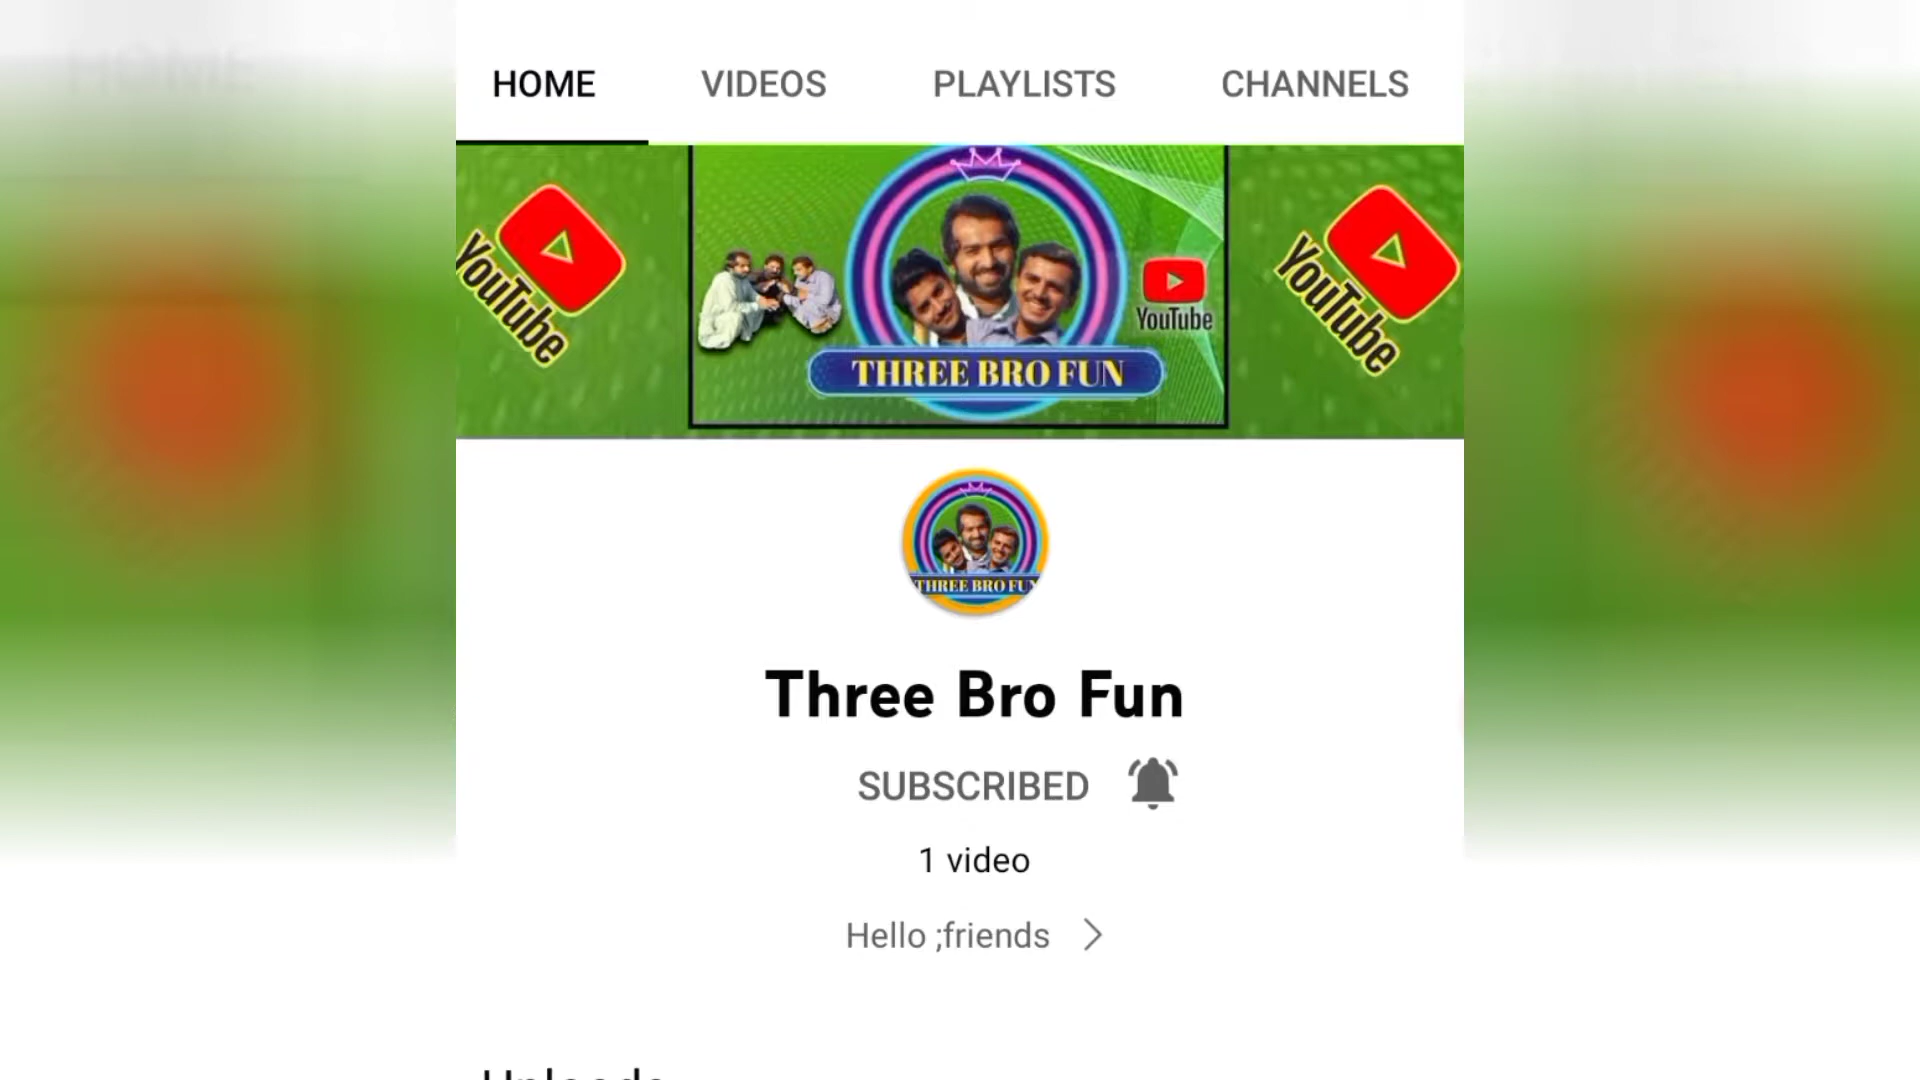 HOME VIDEOS PLAYLISTS CHANNELS
YouTube
THREE BRO FUN
YouTube
YouTube
THREE BRO FUN
Three Bro Fun
SUBSCRIBED
1 video
Hello ;friends
Uploads